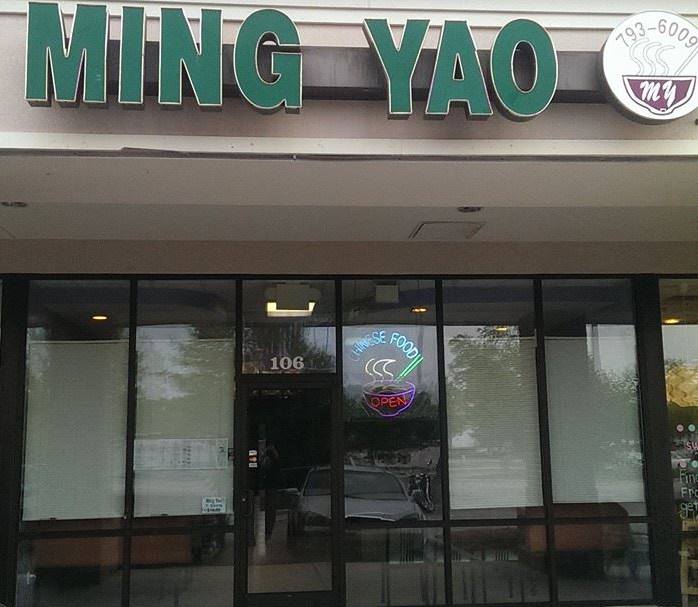 MING YAO
793-6009
MY
CHINESE FOOD
OPEN
106